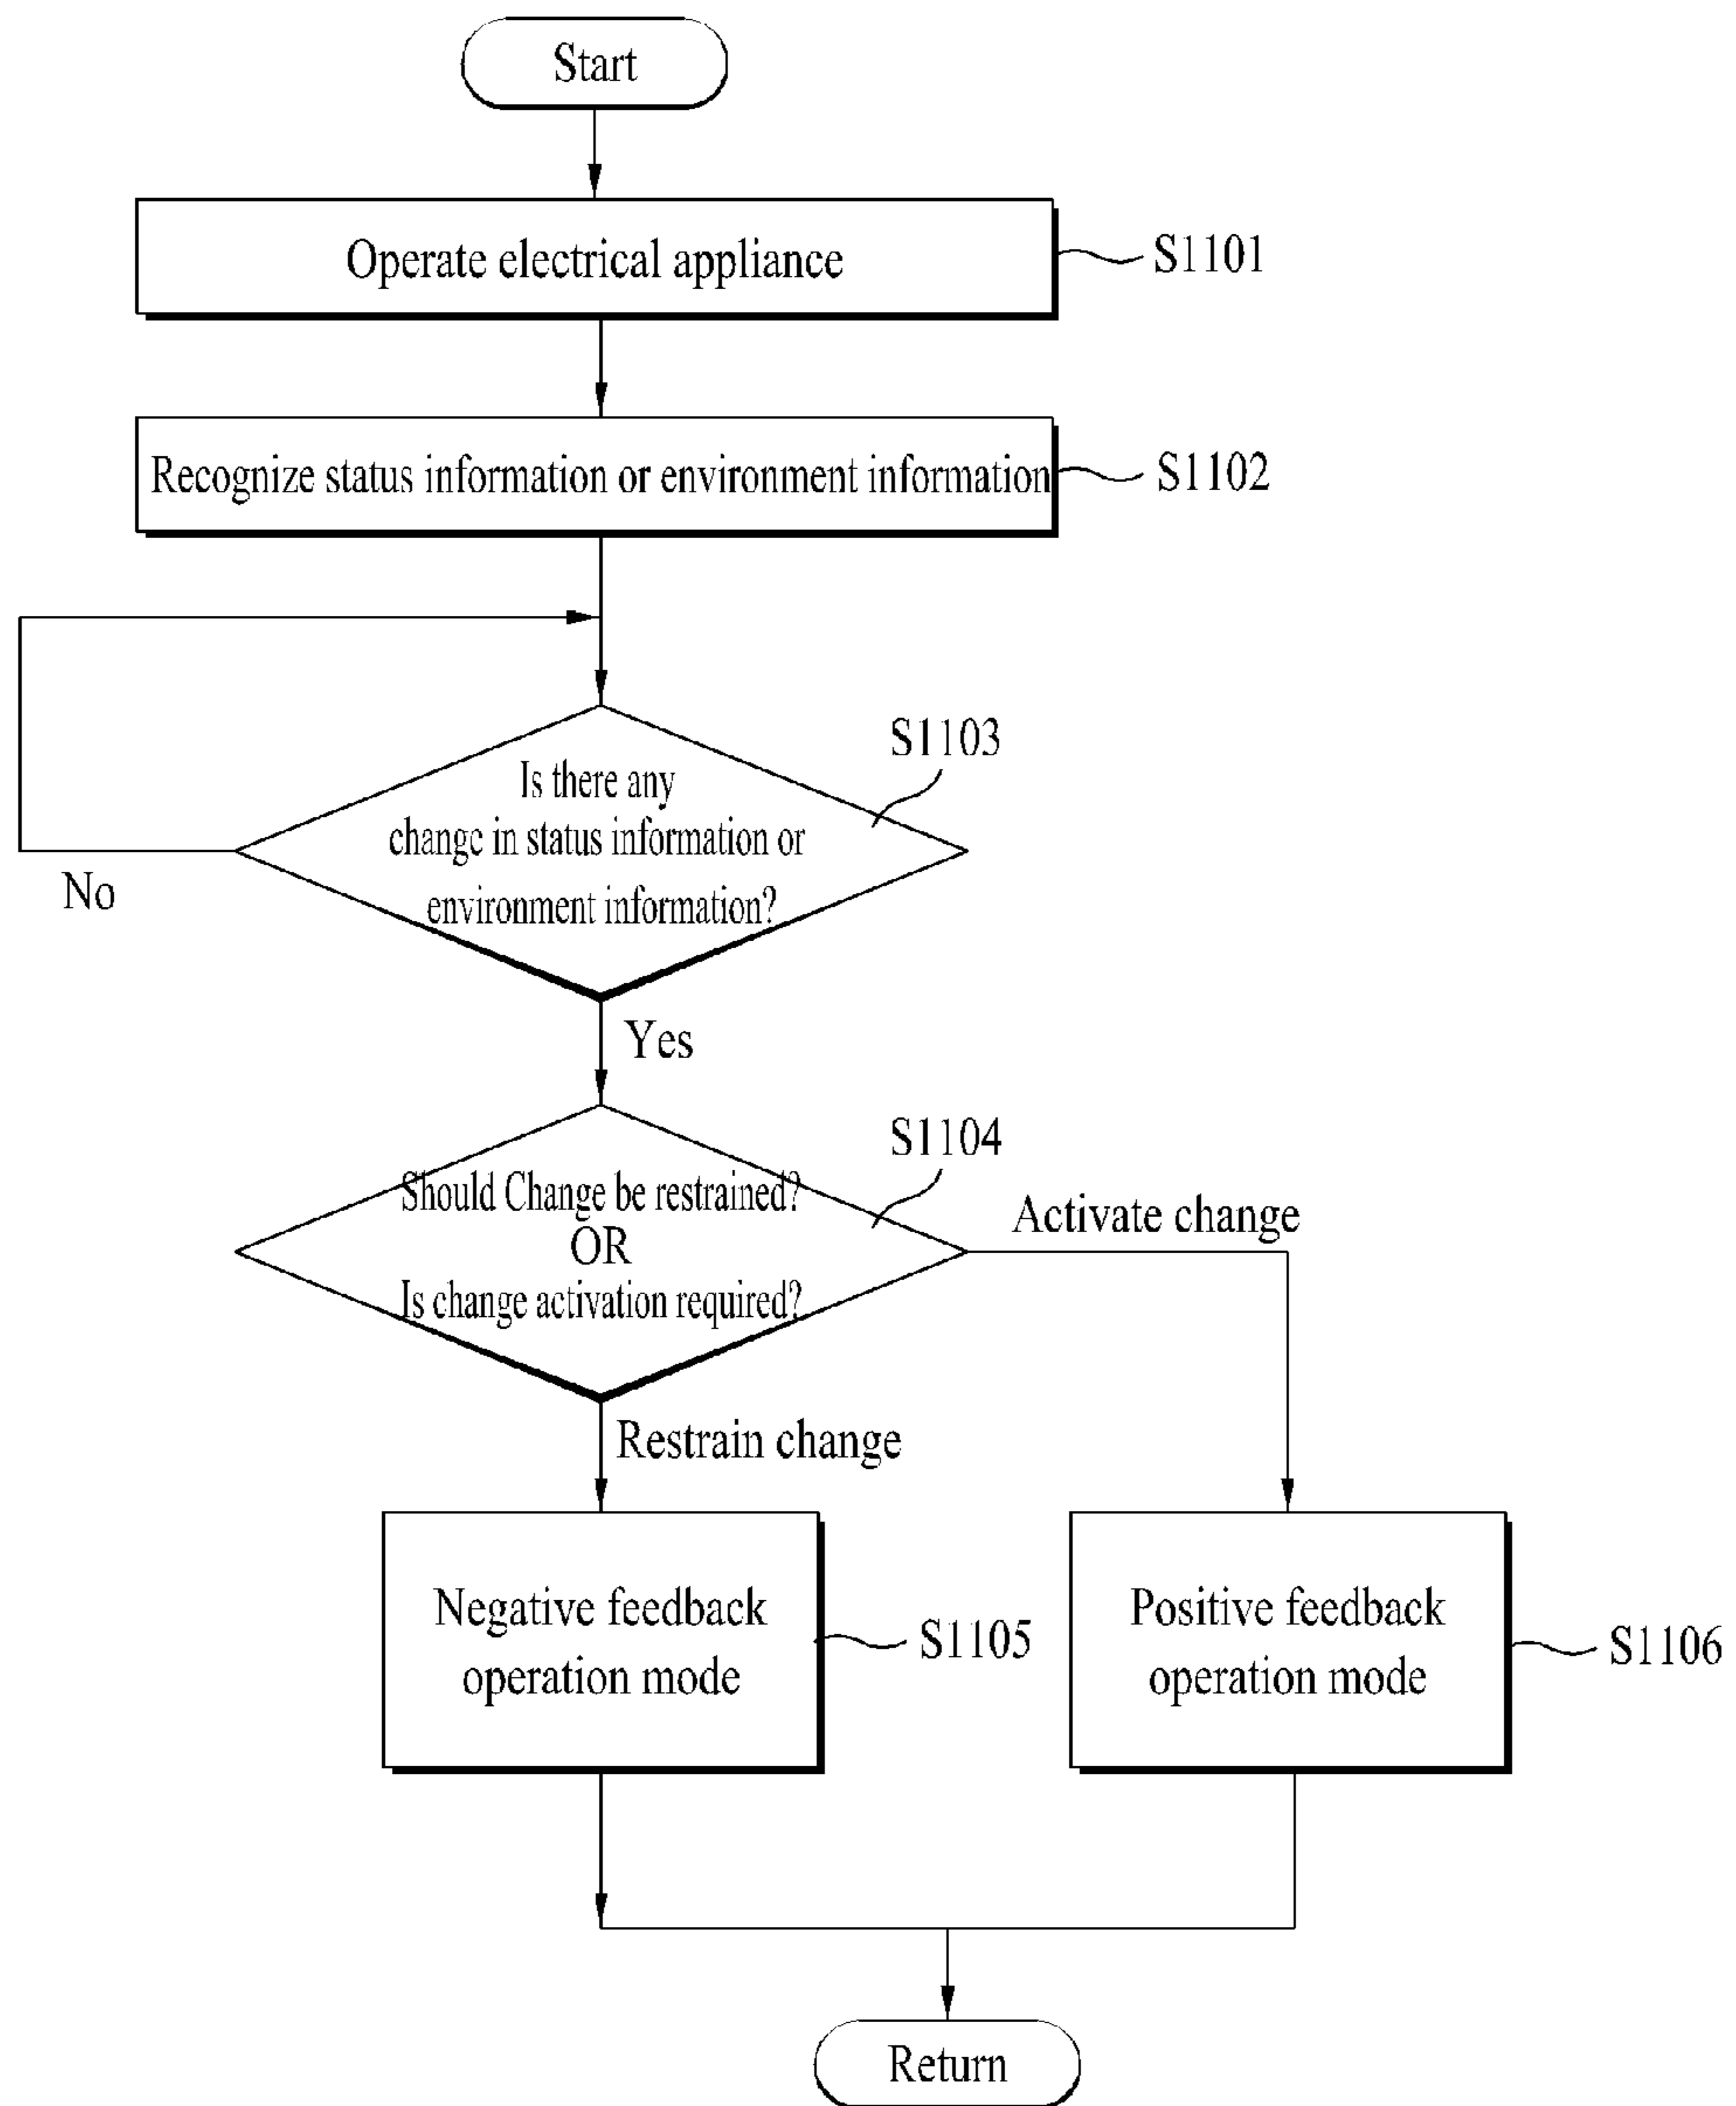 Start
Operate electrical appliance
S1101
Recognize status information or environment information
S1102
S1103
Is there any
change in status information or
environment information?
No
Yes
S1104
Should Change be restrained?
OR
Is change activation required?
Activate change
Restrain change
Negative feedback
operation mode
S1105
Positive feedback
operation mode
S1106
Return